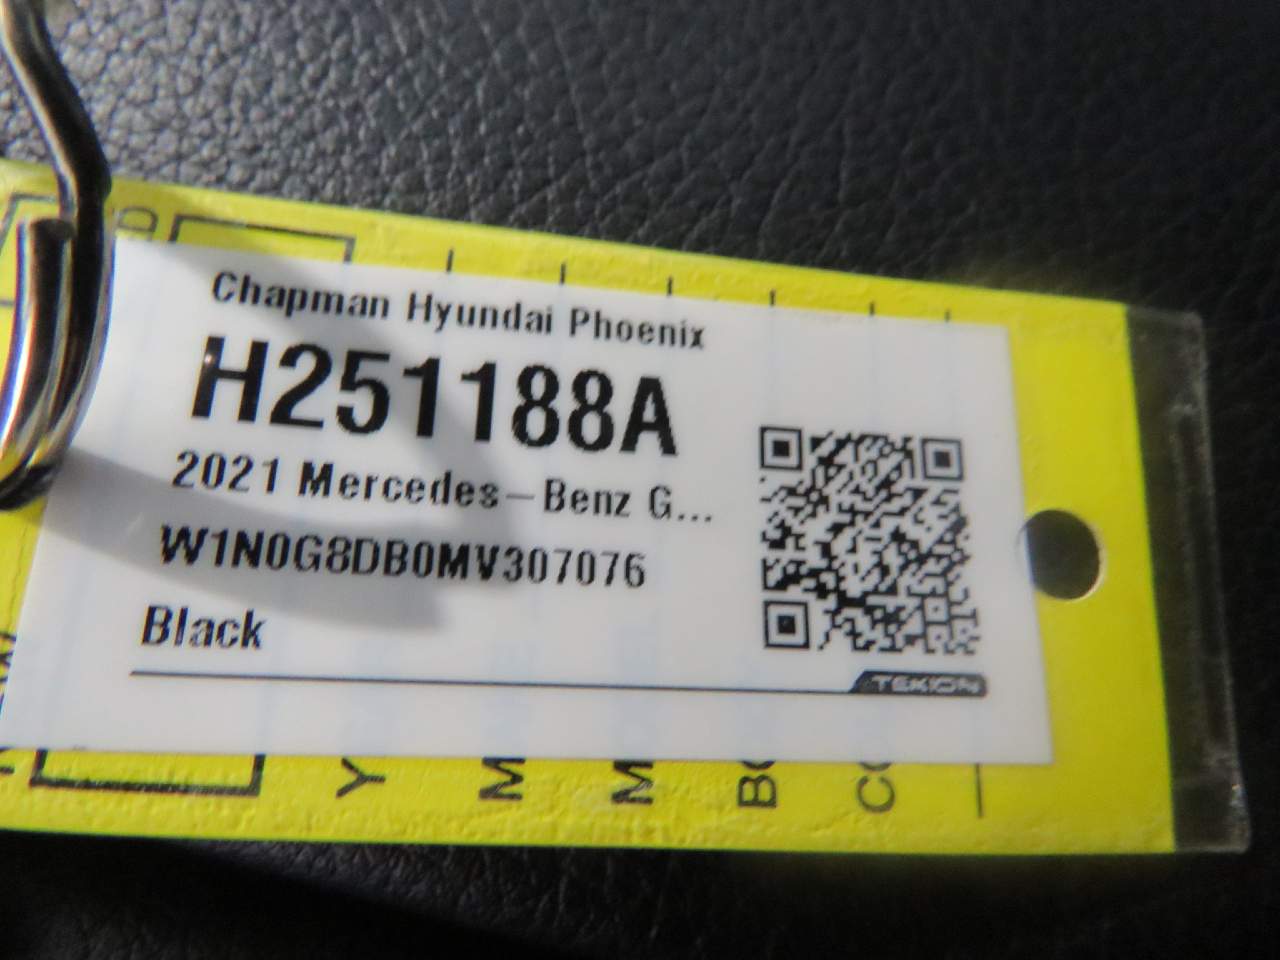 Chapman Hyundai Phoenix
H251188A
2021 Mercedes-Benz G...
W1N0G8DB0MV307076
Black
TEKION
Y
M
M